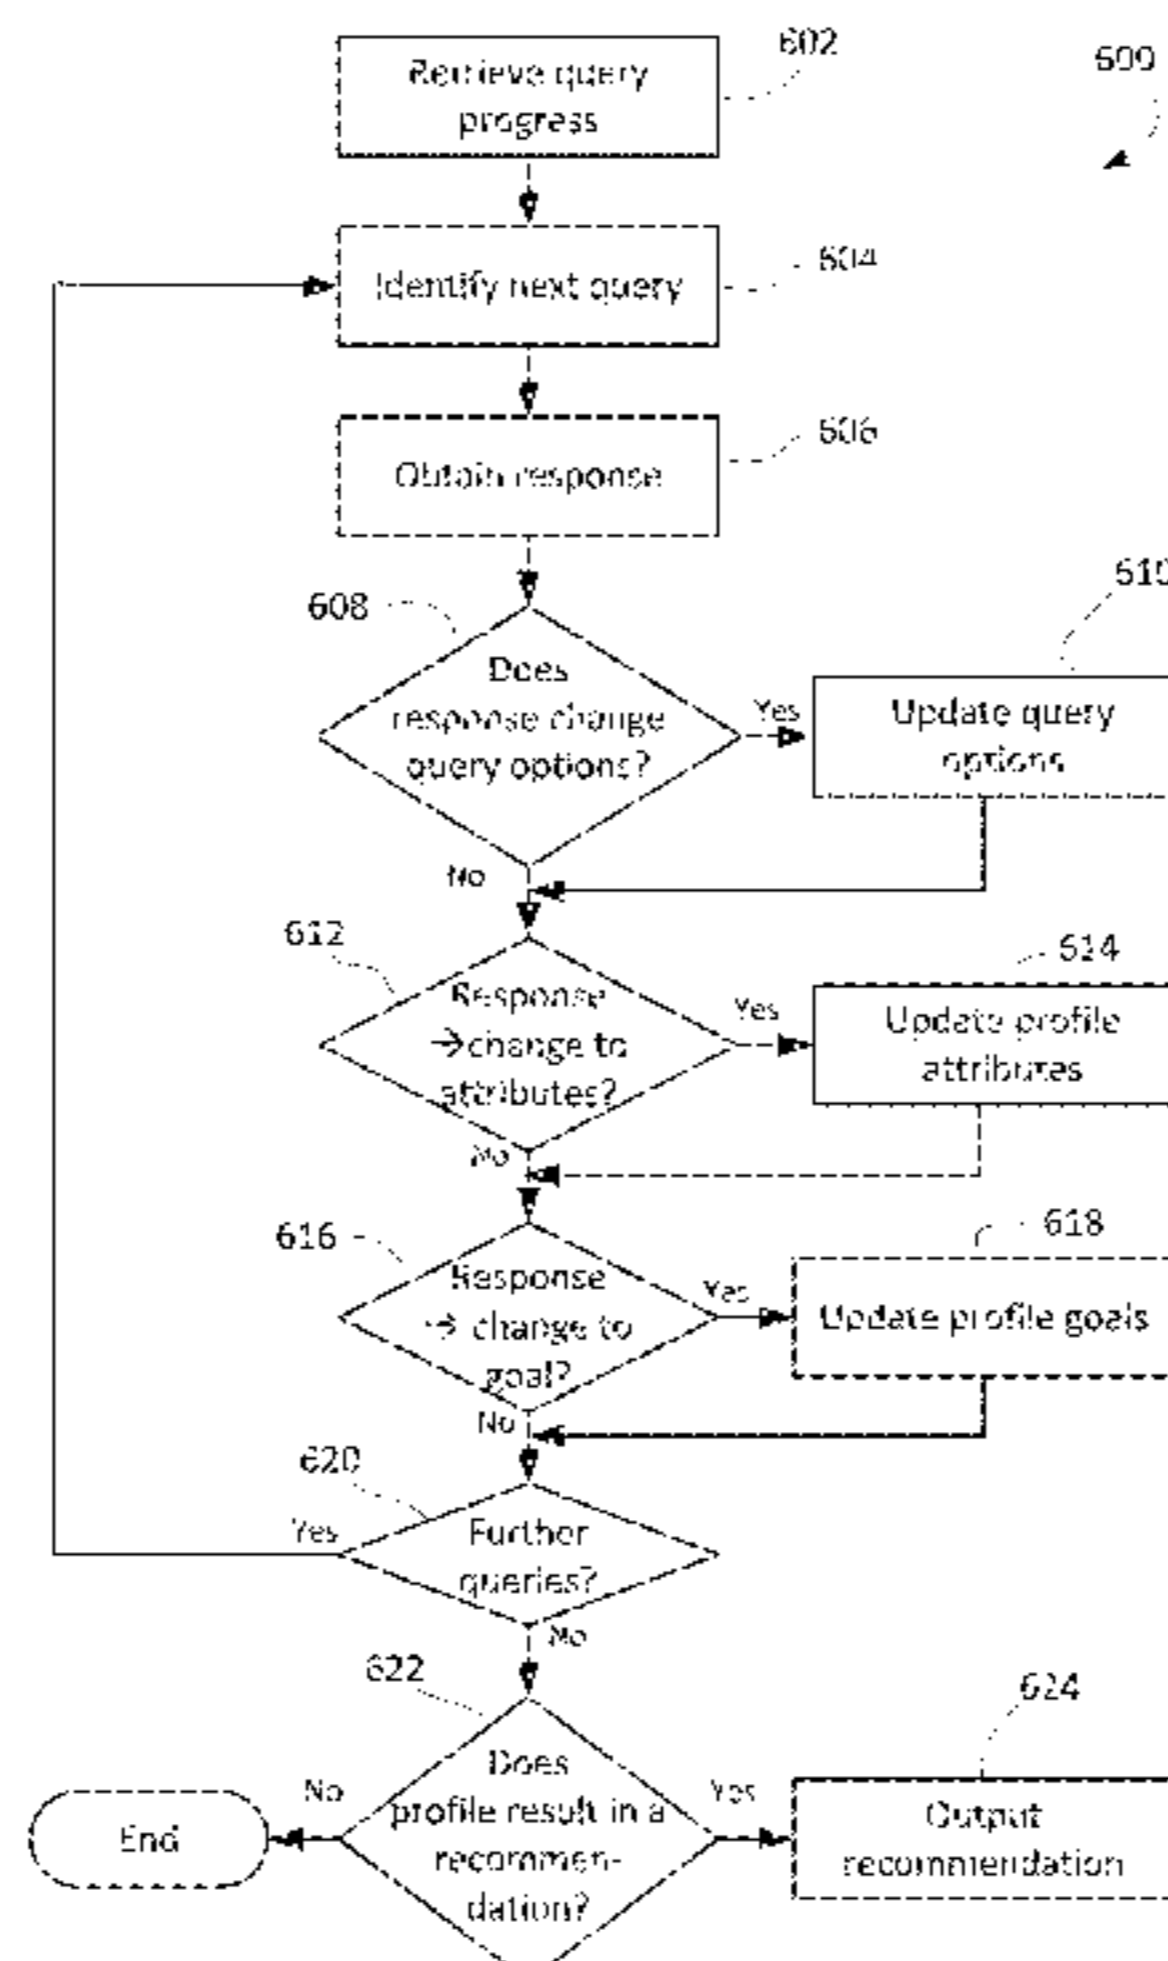 602
600
Retrieve query
progress
604
Identify next query
606
Obtain response
608
610
Does
response change
query options?
Yes
Update query
options
No
612
614
Response
→change to
attributes?
Yes
Update profile
attributes
No
616
618
Response
→ change to
goal?
Yes
Update profile goals
No
620
Yes
Further
queries?
No
622
624
Does
profile result in a
recommen-
dation?
No
Yes
End
Output
recommendation